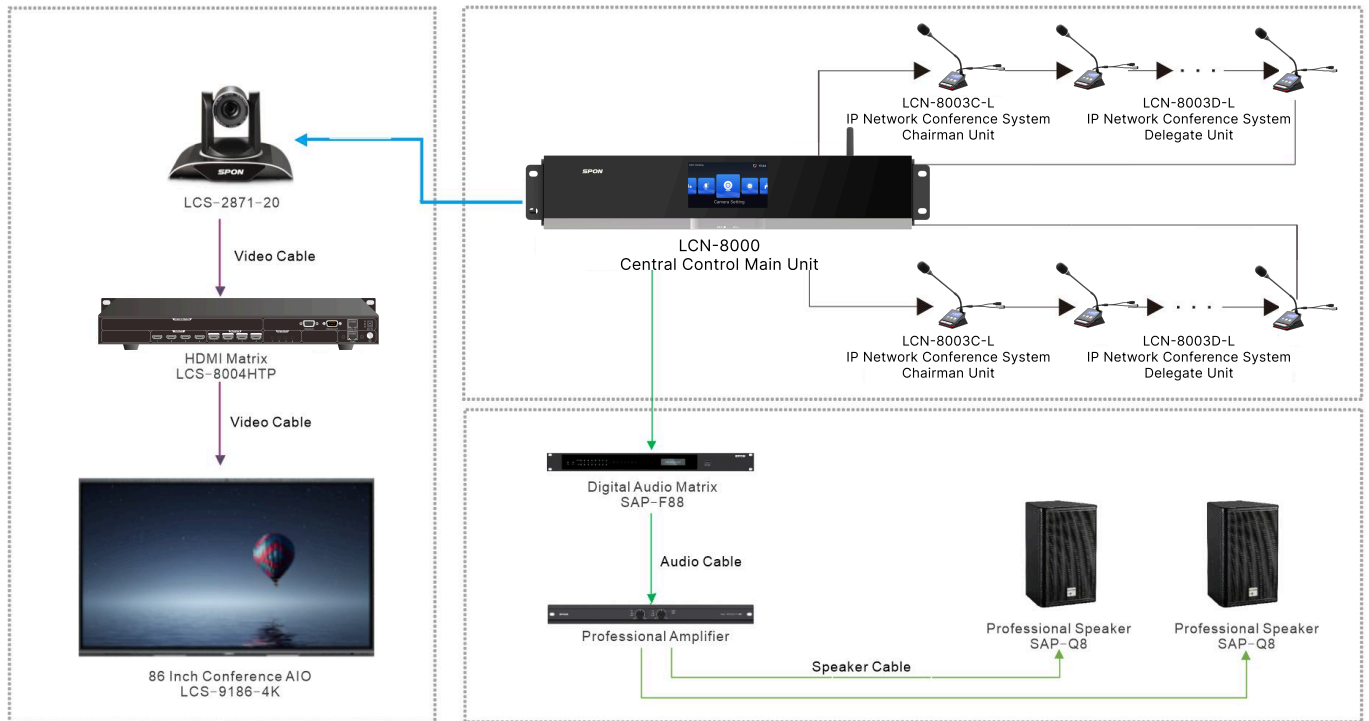 SPON
LCS-2871-20
Video Cable
HDMI Matrix
LCS-8004HTP
Video Cable
86 Inch Conference AIO
LCS-9186-4K
LCN-8003C-L
IP Network Conference System
Chairman Unit
LCN-8003D-L
IP Network Conference System
Delegate Unit
SPON
Camera Setting
LCN-8000
Central Control Main Unit
LCN-8003C-L
IP Network Conference System
Chairman Unit
LCN-8003D-L
IP Network Conference System
Delegate Unit
Digital Audio Matrix
SAP-F88
Audio Cable
Professional Amplifier
Speaker Cable
Professional Speaker
SAP-Q8
Professional Speaker
SAP-Q8